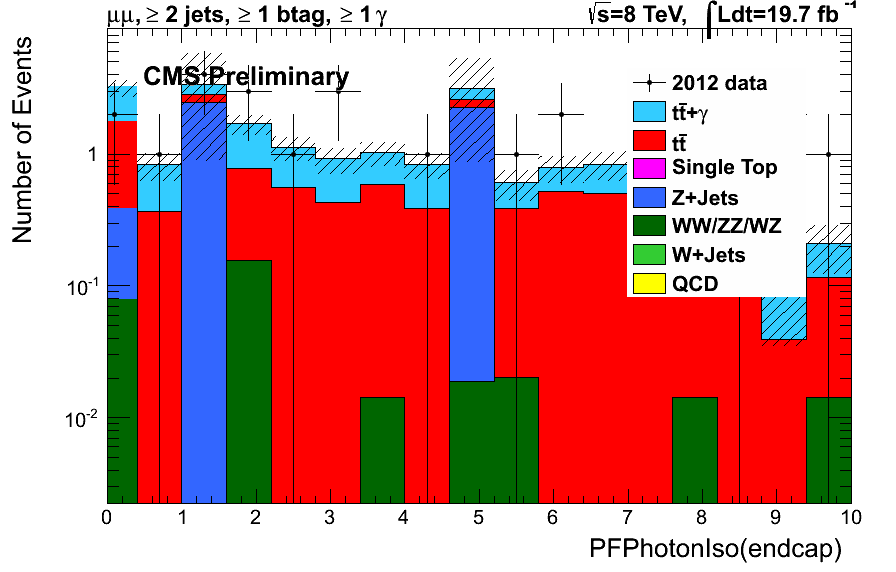 μμ, ≥ 2 jets, ≥ 1 btag, ≥ 1 γ √s=8 TeV, ∫Ldt=19.7 fb⁻¹
CMS Preliminary
Number of Events
2012 data
tt̄+γ
tt̄
Single Top
Z+Jets
WW/ZZ/WZ
W+Jets
QCD
1
10⁻¹
10⁻²
0 1 2 3 4 5 6 7 8 9 10
PFPhotonIso(endcap)